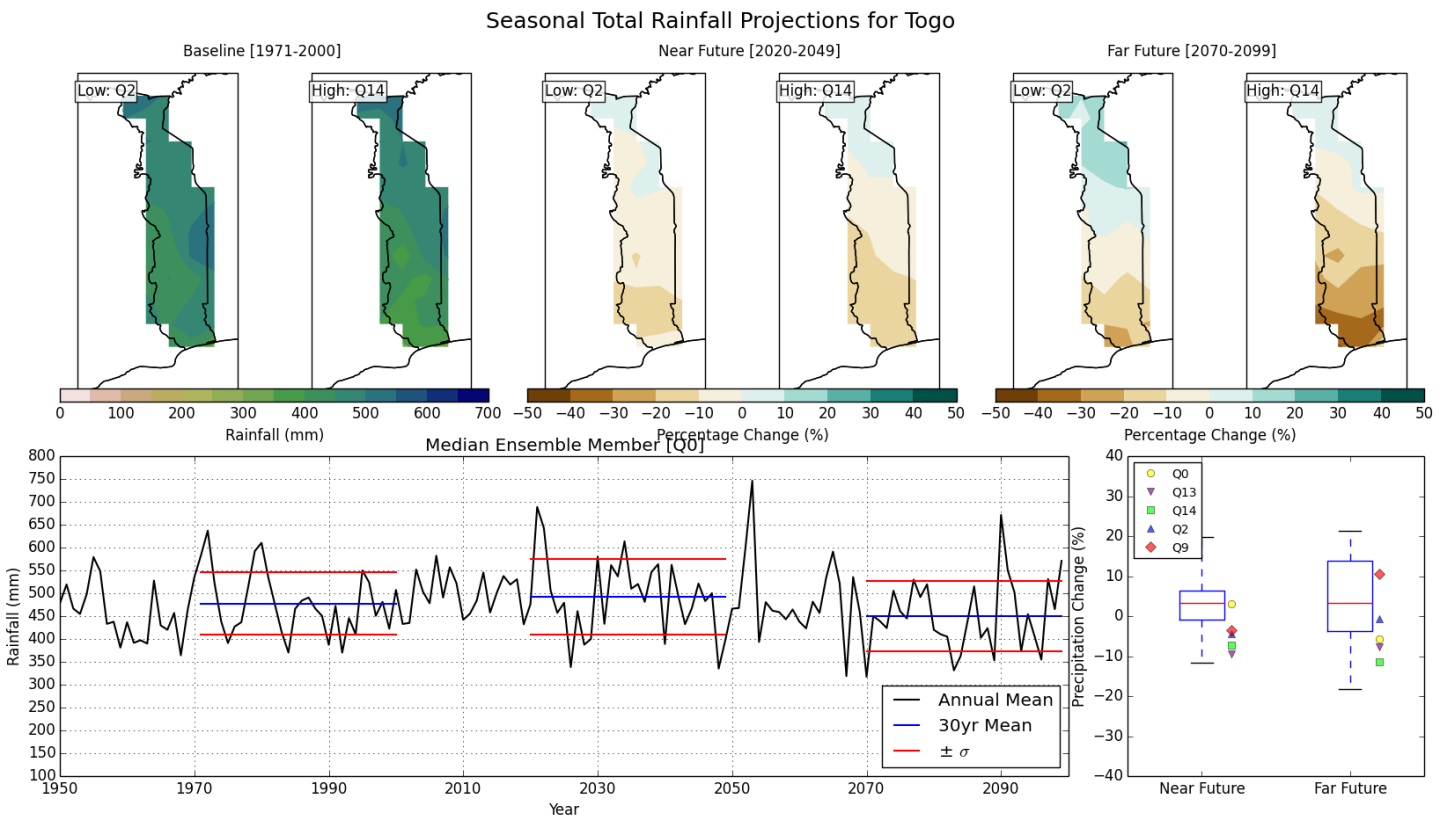 Seasonal Total Rainfall Projections for Togo
Baseline [1971-2000]
Near Future [2020-2049]
Far Future [2070-2099]
Low: Q2
High: Q14
Low: Q2
High: Q14
Low: Q2
High: Q14
0 100 200 300 400 500 600 700
Rainfall (mm)
−50 −40 −30 −20 −10 0 10 20 30 40 50
Percentage Change (%)
−50 −40 −30 −20 −10 0 10 20 30 40 50
Percentage Change (%)
Median Ensemble Member [Q0]
Rainfall (mm)
800
750
700
650
600
550
500
450
400
350
300
250
200
150
100
1950 1970 1990 2010 2030 2050 2070 2090
Year
Annual Mean
30yr Mean
± σ
Precipitation Change (%)
40
30
20
10
0
−10
−20
−30
−40
Q0
Q13
Q14
Q2
Q9
Near Future
Far Future